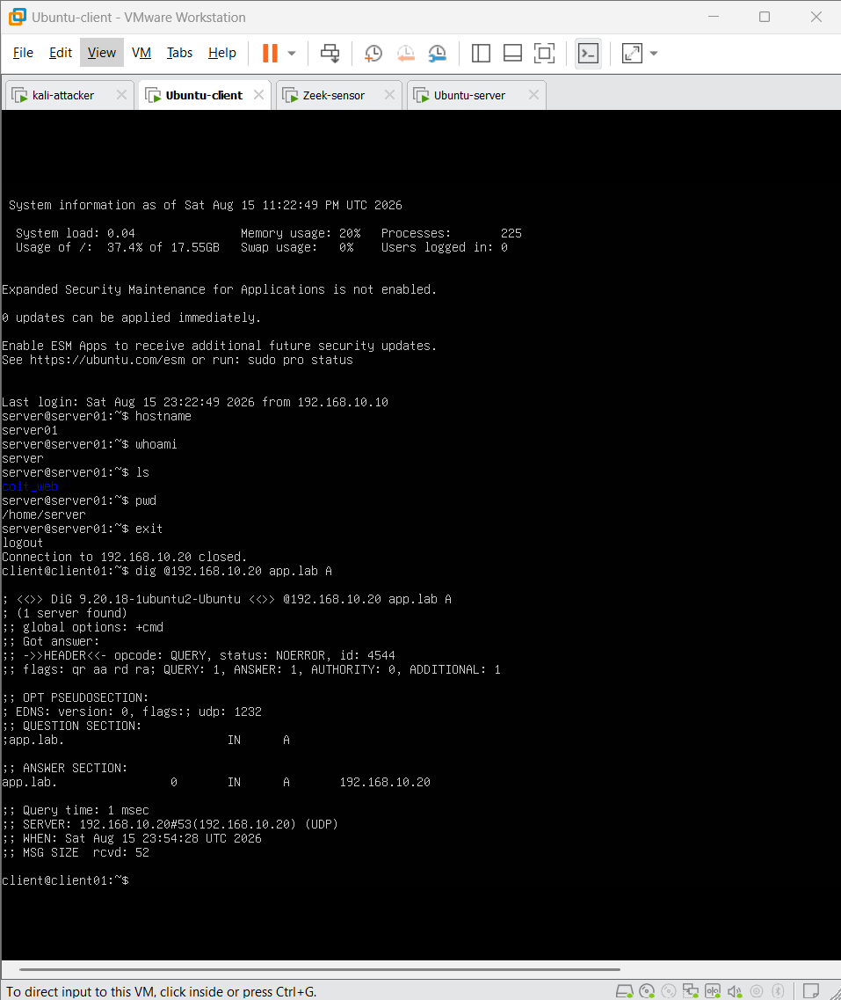 Ubuntu-client - VMware Workstation
File Edit View VM Tabs Help
kali-attacker Ubuntu-client Zeek-sensor Ubuntu-server
System information as of Sat Aug 15 11:22:49 PM UTC 2026
System load: 0.04 Memory usage: 20% Processes: 225
Usage of /: 37.4% of 17.55GB Swap usage: 0% Users logged in: 0
Expanded Security Maintenance for Applications is not enabled.
0 updates can be applied immediately.
Enable ESM Apps to receive additional future security updates.
See https://ubuntu.com/esm or run: sudo pro status
Last login: Sat Aug 15 23:22:49 2026 from 192.168.10.10
server@server01:~$ hostname
server01
server@server01:~$ whoami
server
server@server01:~$ ls
coit_web
server@server01:~$ pwd
/home/server
server@server01:~$ exit
logout
Connection to 192.168.10.20 closed.
client@client01:~$ dig @192.168.10.20 app.lab A
; <<>> DiG 9.20.18-1ubuntu2-Ubuntu <<>> @192.168.10.20 app.lab A
; (1 server found)
;; global options: +cmd
;; Got answer:
;; ->>HEADER<<- opcode: QUERY, status: NOERROR, id: 4544
;; flags: qr aa rd ra; QUERY: 1, ANSWER: 1, AUTHORITY: 0, ADDITIONAL: 1
;; OPT PSEUDOSECTION:
; EDNS: version: 0, flags:; udp: 1232
;; QUESTION SECTION:
;app.lab. IN A
;; ANSWER SECTION:
app.lab. 0 IN A 192.168.10.20
;; Query time: 1 msec
;; SERVER: 192.168.10.20#53(192.168.10.20) (UDP)
;; WHEN: Sat Aug 15 23:54:28 UTC 2026
;; MSG SIZE rcvd: 52
client@client01:~$
To direct input to this VM, click inside or press Ctrl+G.